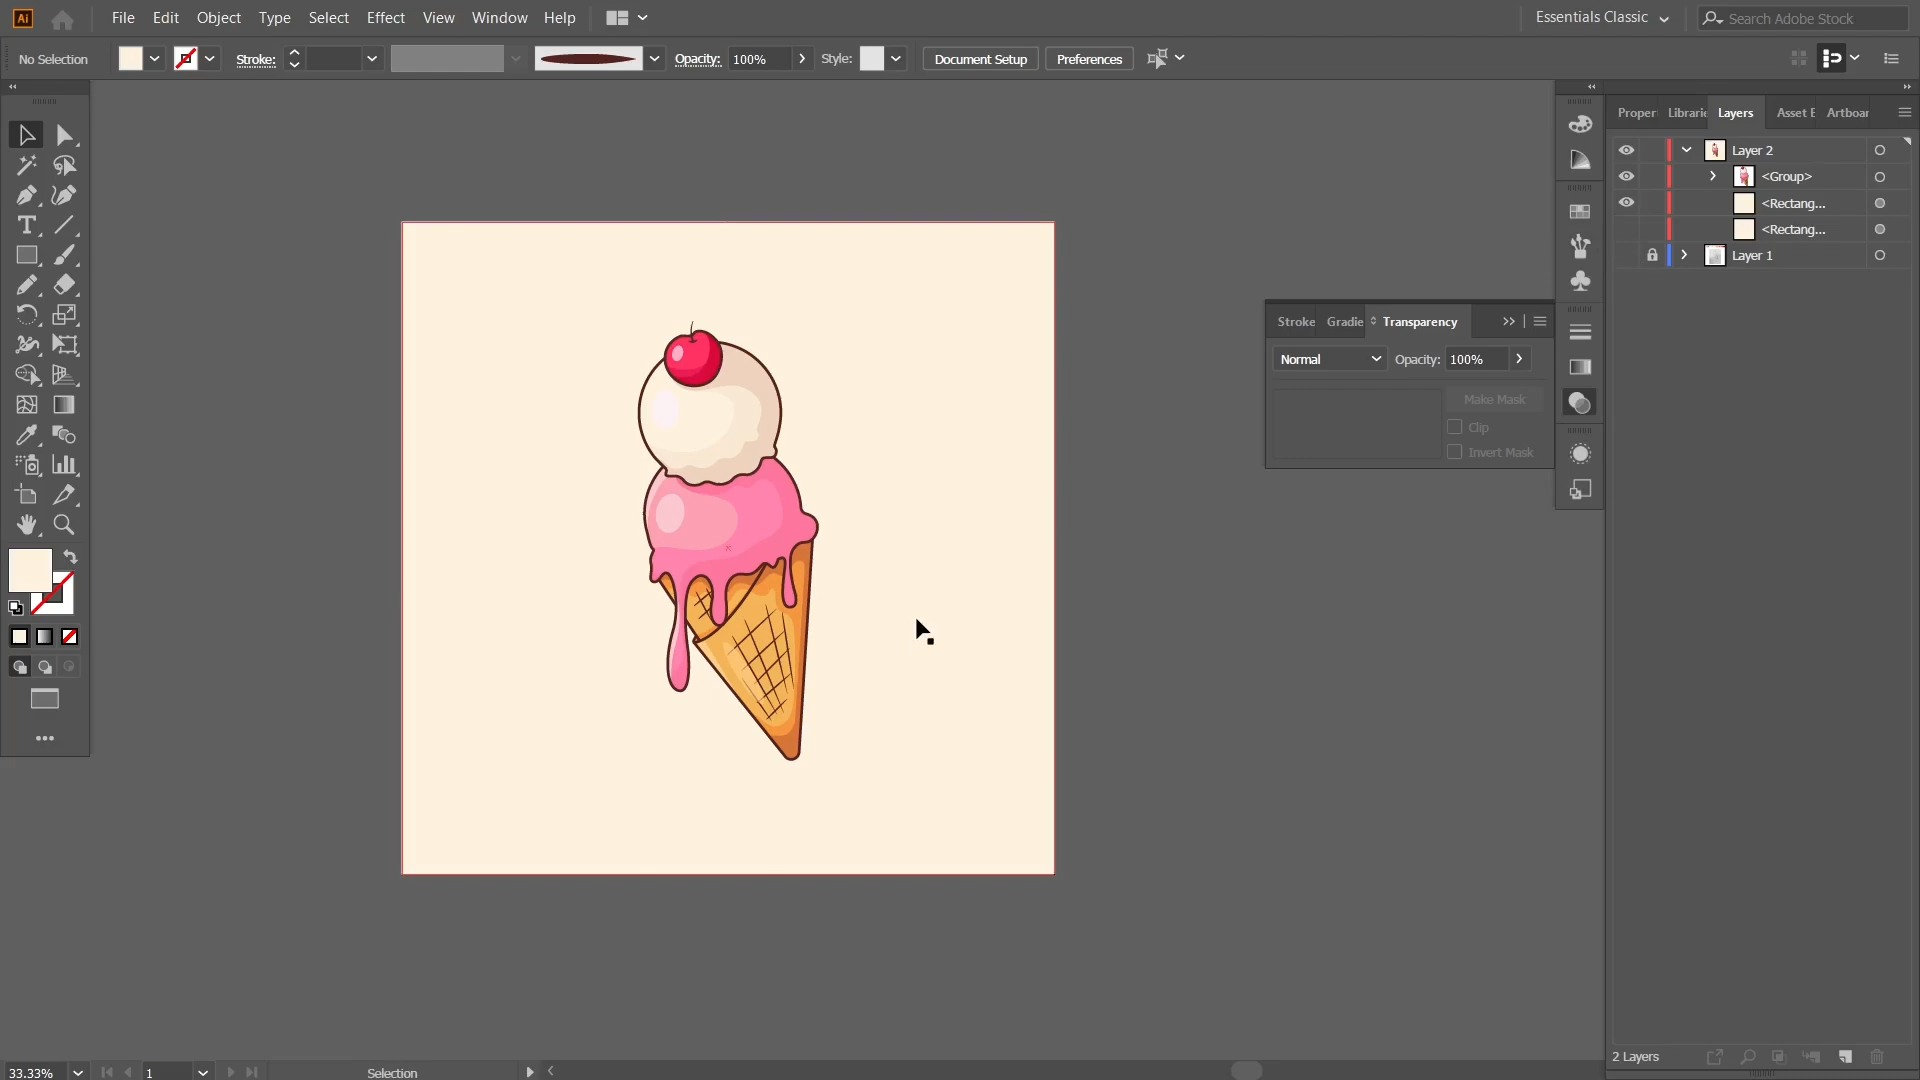 Ai File Edit Object Type Select Effect View Window Help Essentials Classic Search Adobe Stock
No Selection Stroke: Opacity: 100% Style: Document Setup Preferences
Proper Librarie Layers Asset E Artboar
Layer 2
<Group>
<Rectang...
<Rectang...
Layer 1
Stroke Gradie Transparency
Normal Opacity: 100%
Make Mask
Clip
Invert Mask
2 Layers
33.33% 1 Selection